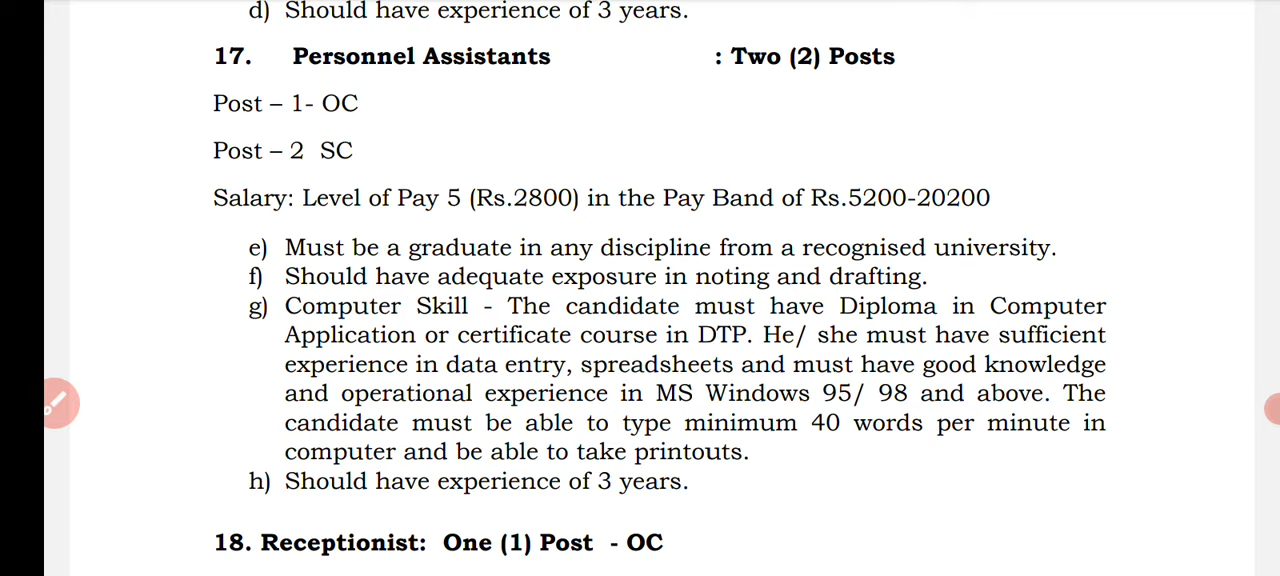 d) Should have experience of 3 years.
17. Personnel Assistants : Two (2) Posts
Post – 1- OC
Post – 2 SC
Salary: Level of Pay 5 (Rs.2800) in the Pay Band of Rs.5200-20200
e) Must be a graduate in any discipline from a recognised university.
f) Should have adequate exposure in noting and drafting.
g) Computer Skill - The candidate must have Diploma in Computer
Application or certificate course in DTP. He/ she must have sufficient
experience in data entry, spreadsheets and must have good knowledge
and operational experience in MS Windows 95/ 98 and above. The
candidate must be able to type minimum 40 words per minute in
computer and be able to take printouts.
h) Should have experience of 3 years.
18. Receptionist: One (1) Post - OC